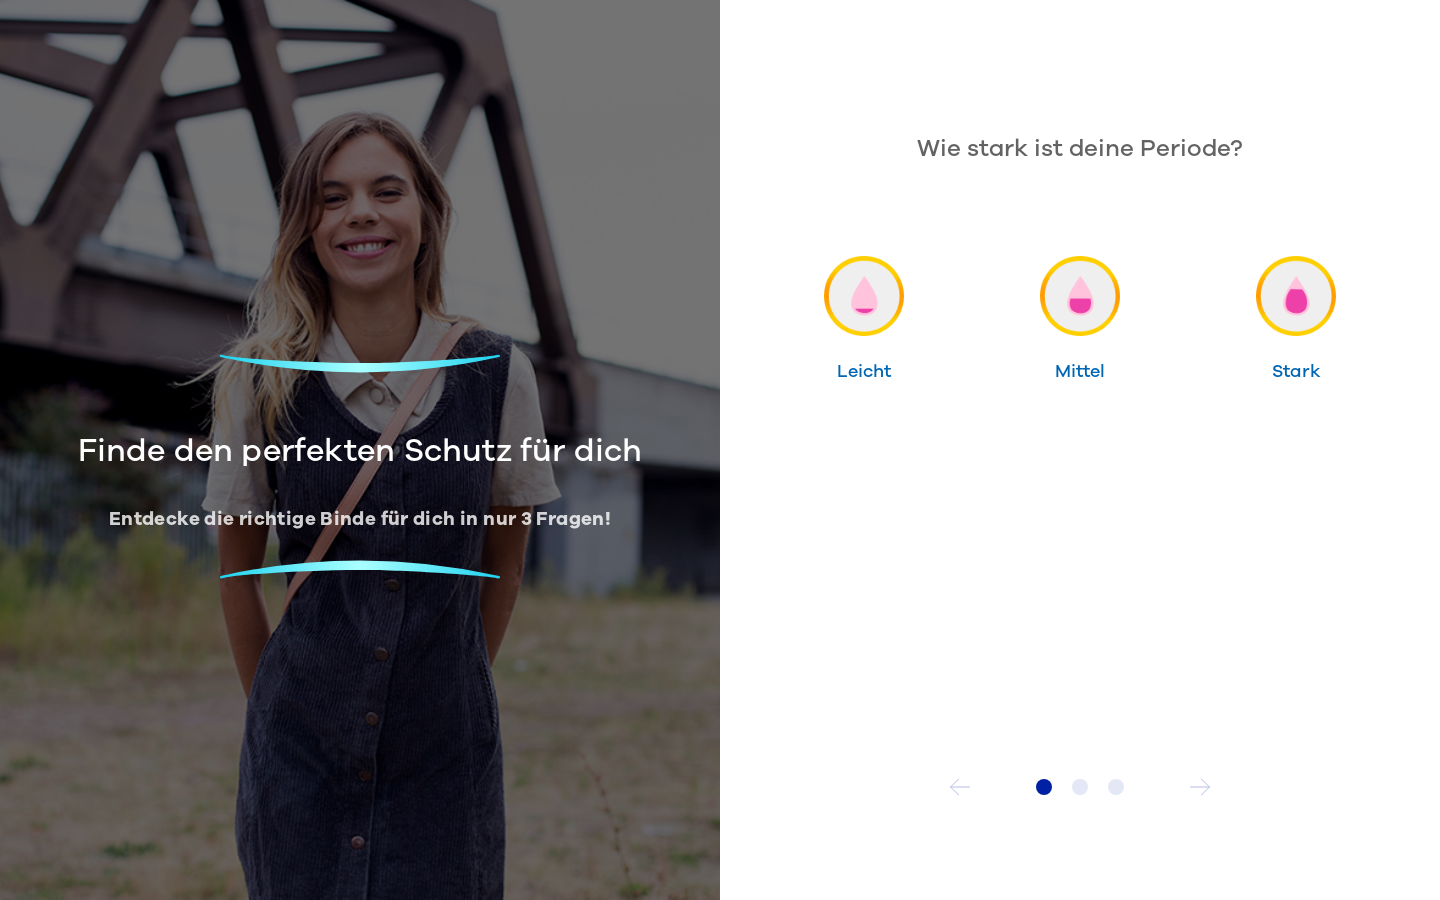 Finde den perfekten Schutz für dich
Entdecke die richtige Binde für dich in nur 3 Fragen!
Wie stark ist deine Periode?
Leicht
Mittel
Stark